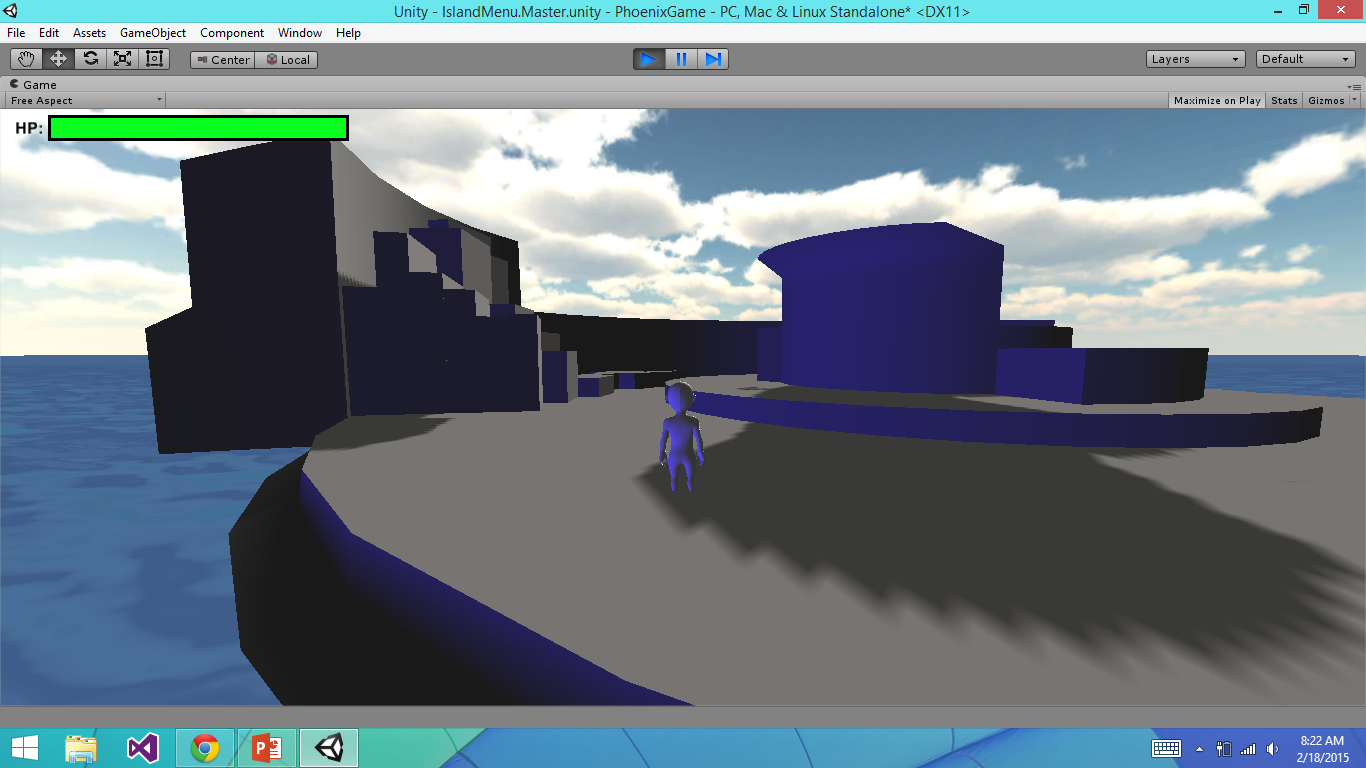 Unity - IslandMenu.Master.unity - PhoenixGame - PC, Mac & Linux Standalone* <DX11>
File Edit Assets GameObject Component Window Help
Center Local Layers Default
Game
Free Aspect Maximize on Play Stats Gizmos
HP:
8:22 AM
2/18/2015